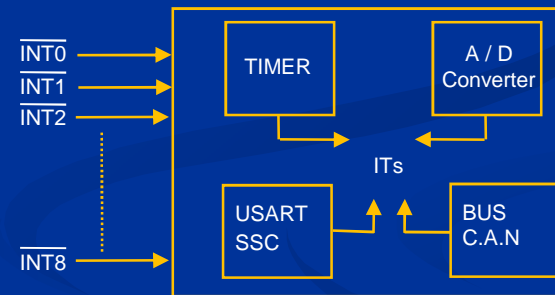 INT0
INT1
INT2
INT8
TIMER
A / D
Converter
ITs
USART
SSC
BUS
C.A.N